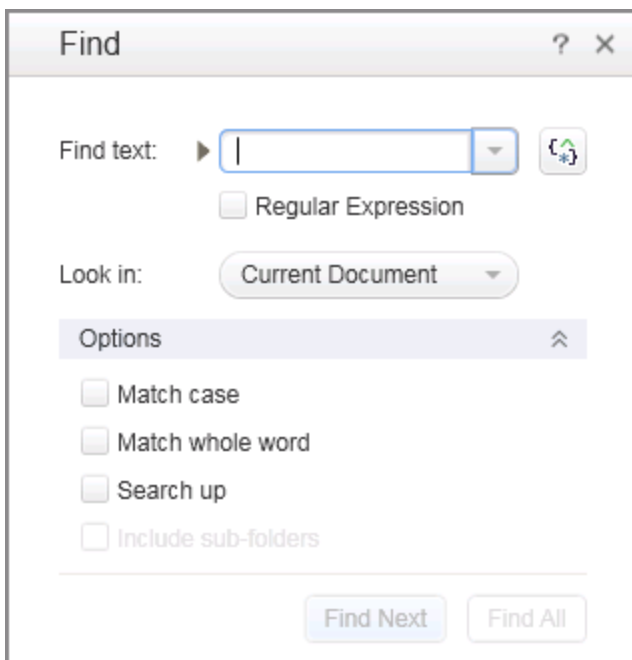 Find
Find text:
Regular Expression
Look in: Current Document
Options
Match case
Match whole word
Search up
Include sub-folders
Find Next Find All